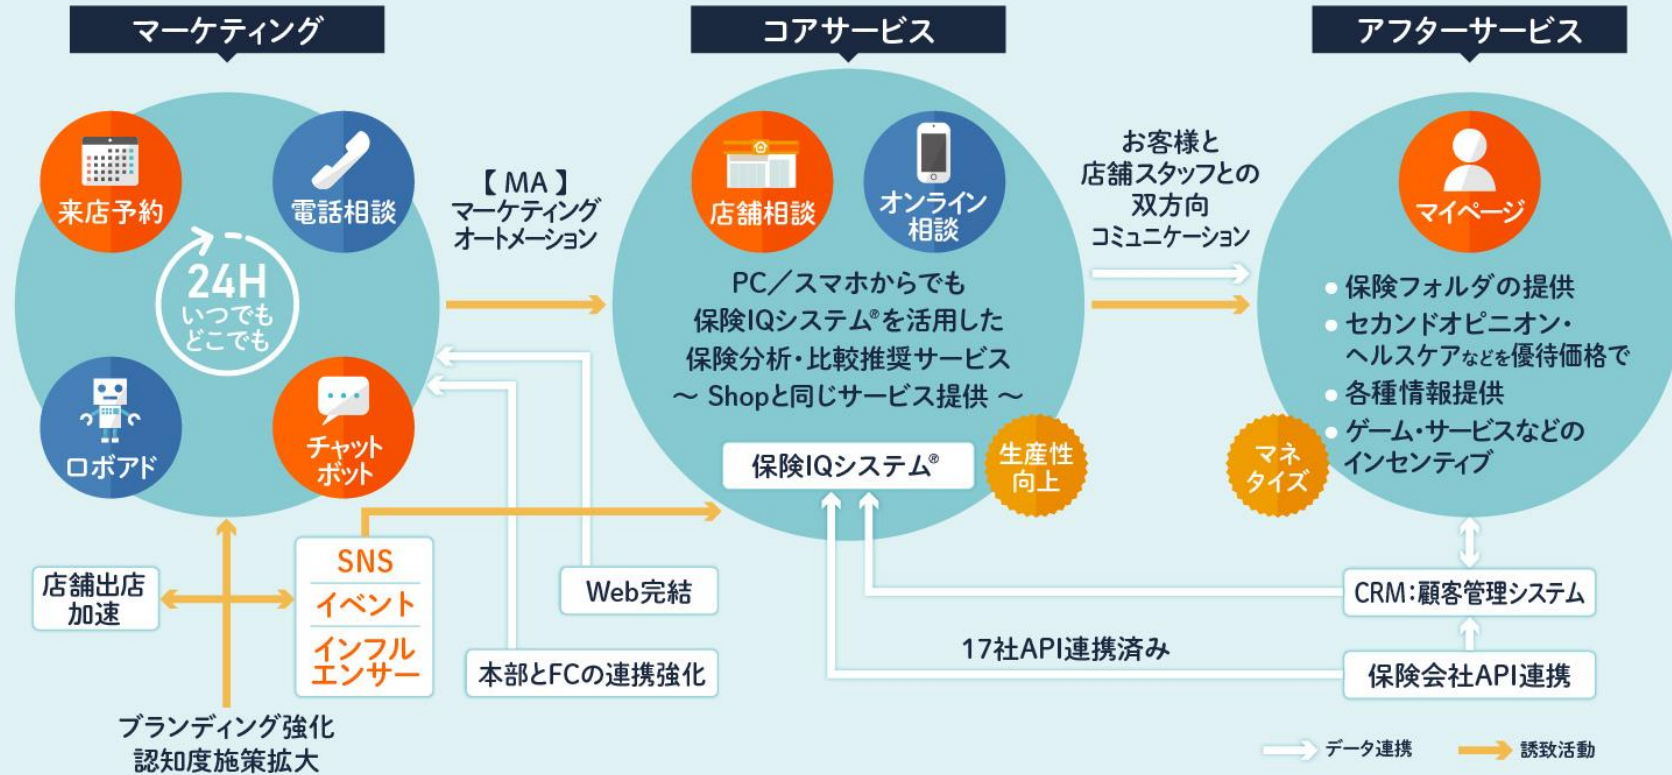 マーケティング
コアサービス
アフターサービス
来店予約
電話相談
24H
いつでも
どこでも
ロボアド
チャット
ボット
【 MA 】
マーケティング
オートメーション
店舗相談
オンライン
相談
PC／スマホからでも
保険IQシステム®を活用した
保険分析・比較推奨サービス
～ Shopと同じサービス提供 ～
保険IQシステム®
生産性
向上
お客様と
店舗スタッフとの
双方向
コミュニケーション
マイページ
• 保険フォルダの提供
• セカンドオピニオン・
ヘルスケアなどを優待価格で
• 各種情報提供
• ゲーム・サービスなどの
インセンティブ
マネ
タイズ
店舗出店
加速
SNS
イベント
インフル
エンサー
Web完結
本部とFCの連携強化
ブランディング強化
認知度施策拡大
CRM：顧客管理システム
17社API連携済み
保険会社API連携
データ連携
誘致活動